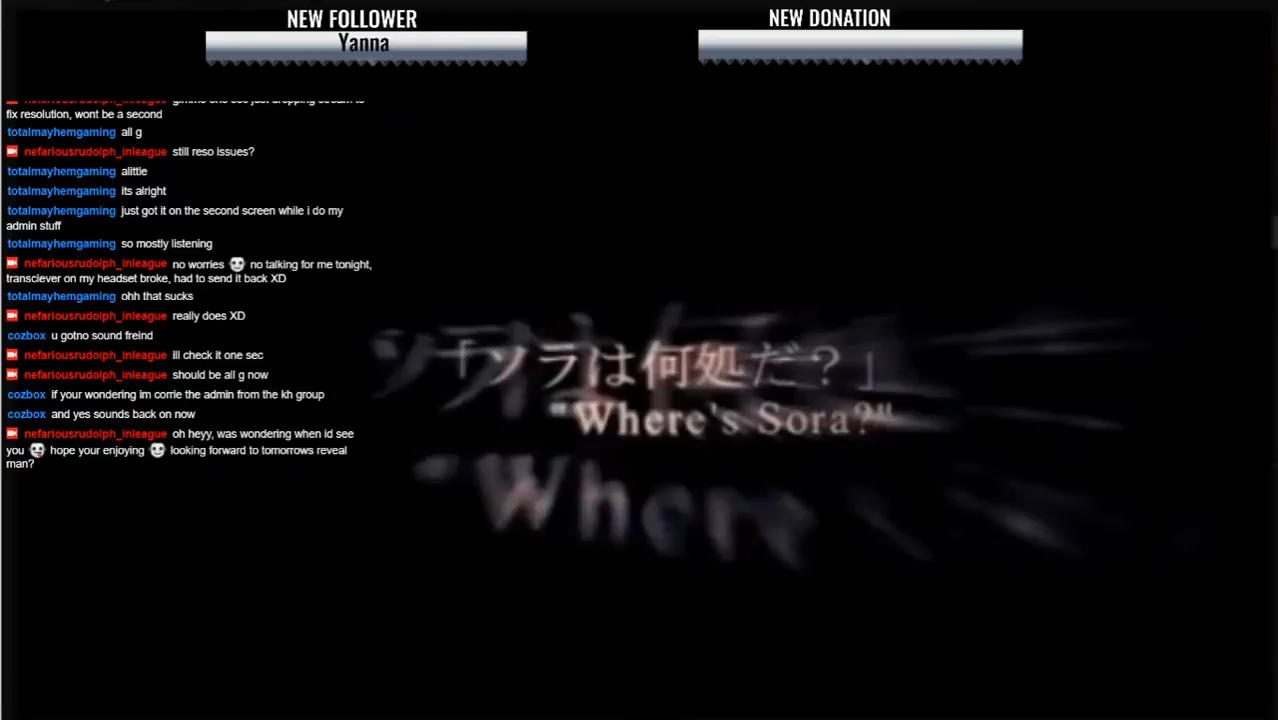 NEW FOLLOWER
Yanna
NEW DONATION
fix resolution, wont be a second
totalmayhemgaming all g
nefariousrudolph_inleague still reso issues?
totalmayhemgaming alittle
totalmayhemgaming its alright
totalmayhemgaming just got it on the second screen while i do my
admin stuff
totalmayhemgaming so mostly listening
nefariousrudolph_inleague no worries no talking for me tonight,
transciever on my headset broke, had to send it back XD
totalmayhemgaming ohh that sucks
nefariousrudolph_inleague really does XD
cozbox u gotno sound freind
nefariousrudolph_inleague ill check it one sec
nefariousrudolph_inleague should be all g now
cozbox if your wondering im corrie the admin from the kh group
cozbox and yes sounds back on now
nefariousrudolph_inleague oh heyy, was wondering when id see
you hope your enjoying looking forward to tomorrows reveal
man?
「ソラは何処だ？」
"Where's Sora?"
"Where